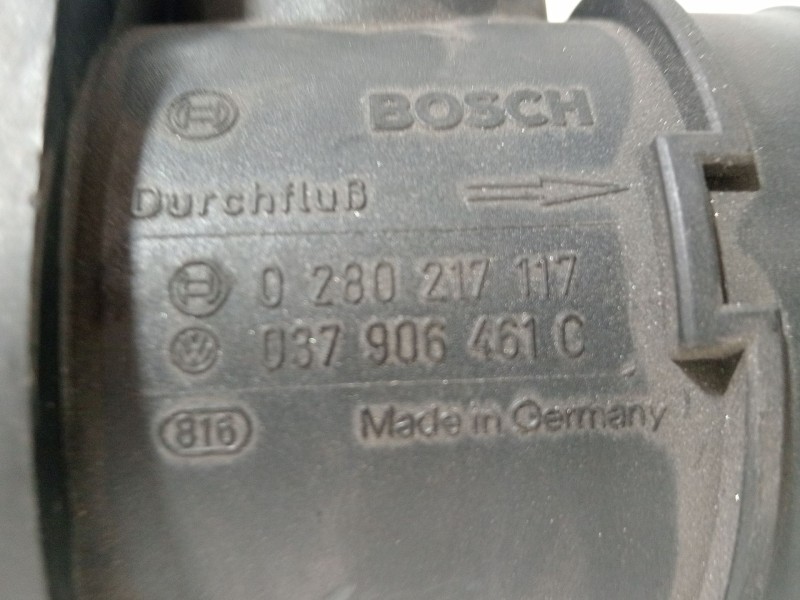 BOSCH
Durchfluß
0 280 217 117
037 906 461 C
816
Made in Germany